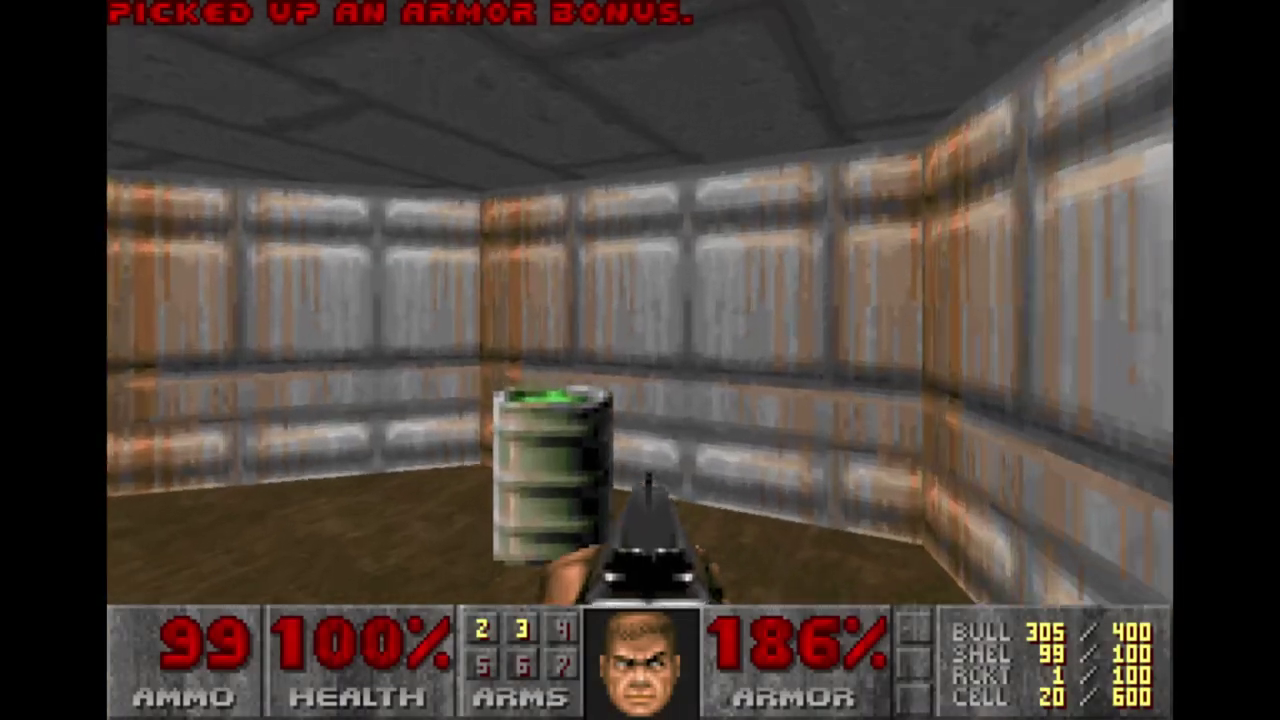 PICKED UP AN ARMOR BONUS.
99 100% 2 3 4 186% BULL 305 / 400
5 6 7 SHEL 99 / 100
RCKT 1 / 100
AMMO HEALTH ARMS ARMOR CELL 20 / 600